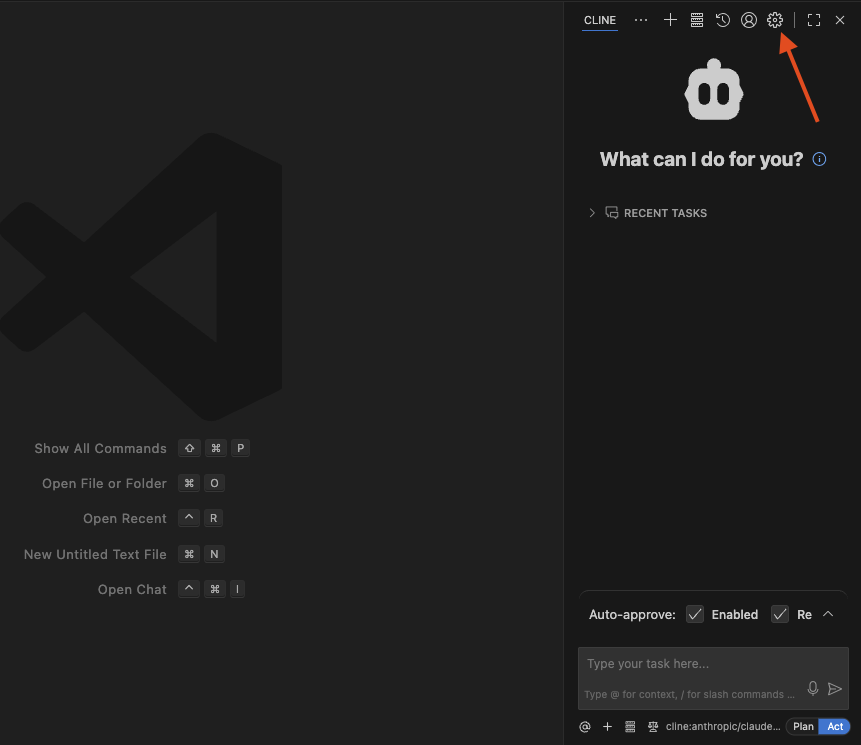 CLINE
What can I do for you?
RECENT TASKS
Show All Commands ⇧ ⌘ P
Open File or Folder ⌘ O
Open Recent ^ R
New Untitled Text File ⌘ N
Open Chat ^ ⌘ I
Auto-approve: Enabled Re
Type your task here...
Type @ for context, / for slash commands ...
@ + cline:anthropic/claude... Plan Act